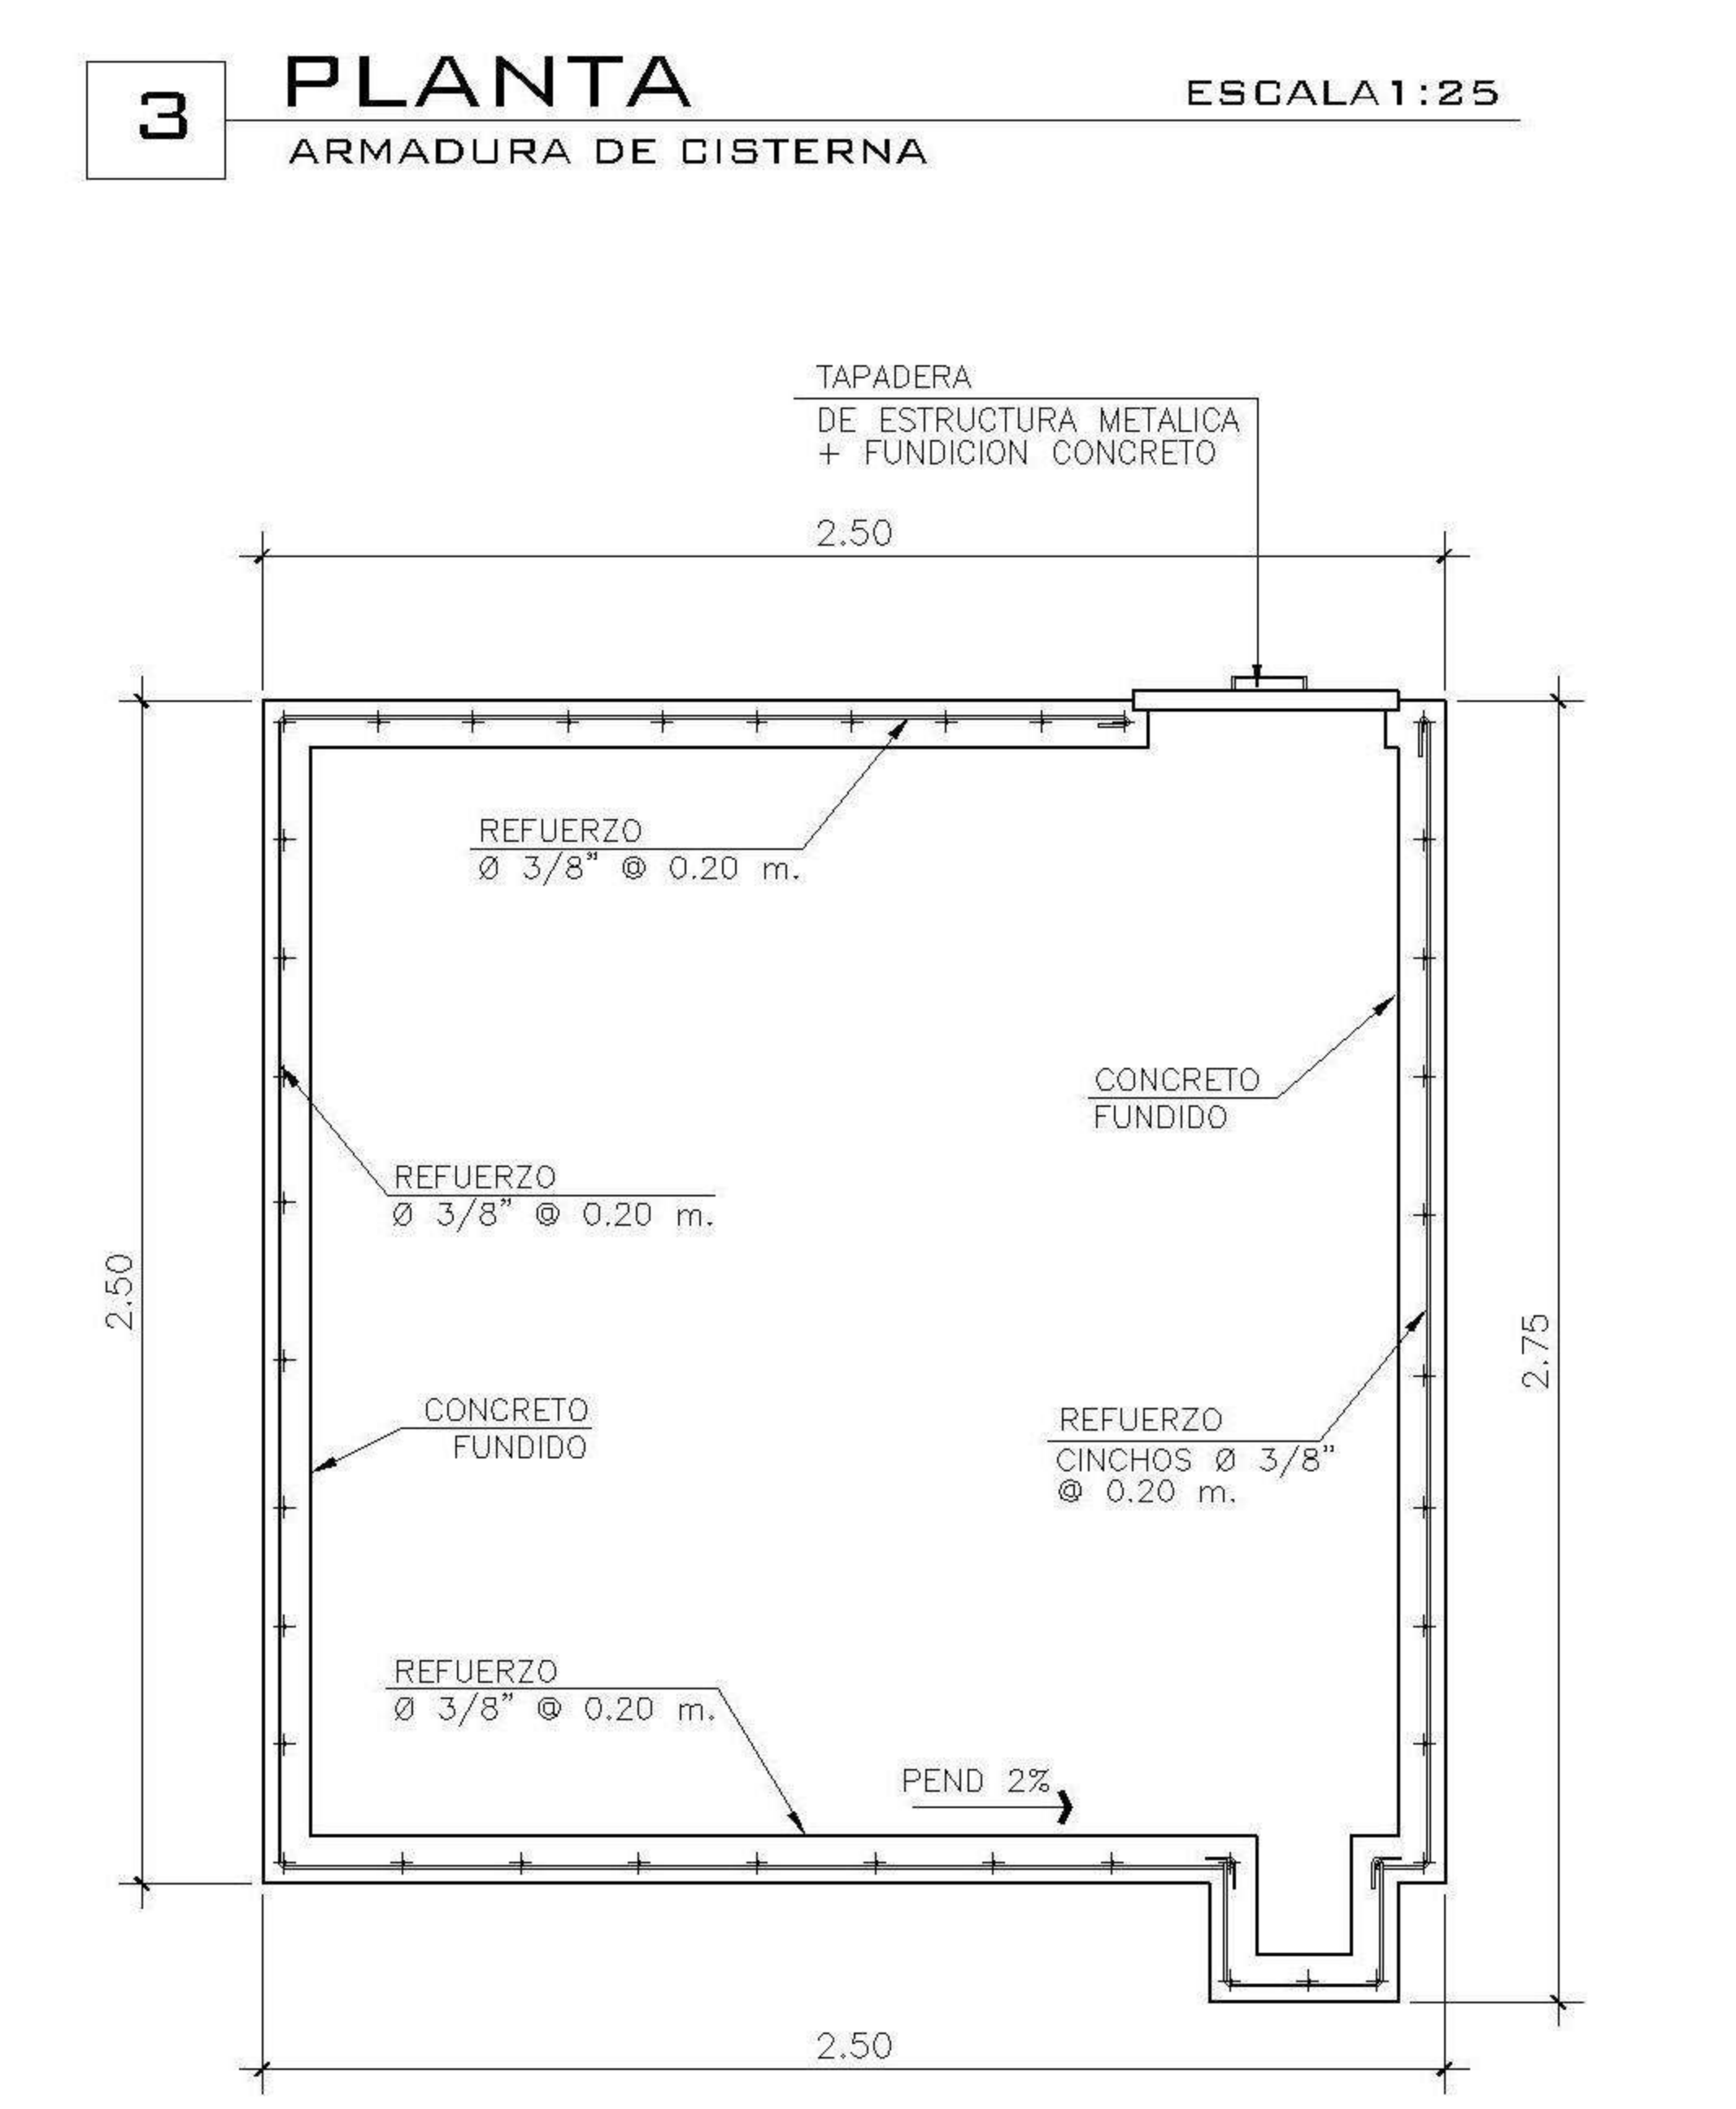 3
PLANTA
ESCALA1:25
ARMADURA DE CISTERNA
TAPADERA
DE ESTRUCTURA METALICA
+ FUNDICION CONCRETO
2.50
REFUERZO
Ø 3/8" @ 0.20 m.
CONCRETO
FUNDIDO
REFUERZO
Ø 3/8" @ 0.20 m.
2.50
2.75
CONCRETO
FUNDIDO
REFUERZO
CINCHOS Ø 3/8"
@ 0.20 m.
REFUERZO
Ø 3/8" @ 0.20 m.
PEND 2%
2.50